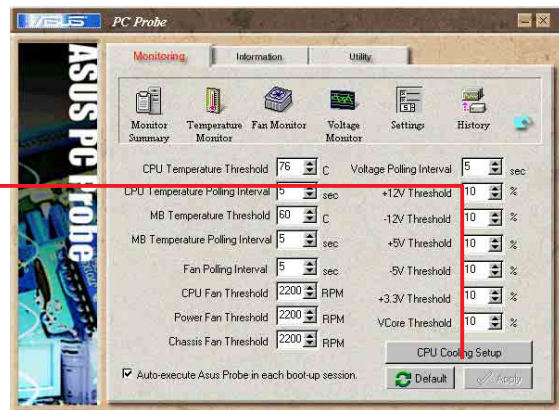 ASUS PC Probe
ASUS PC Probe
Monitoring Information Utility
Monitor Summary
Temperature Monitor
Fan Monitor
Voltage Monitor
Settings
History
CPU Temperature Threshold 76 C
Voltage Polling Interval 5 sec
CPU Temperature Polling Interval 5 sec
+12V Threshold 10 %
MB Temperature Threshold 60 C
-12V Threshold 10 %
MB Temperature Polling Interval 5 sec
+5V Threshold 10 %
Fan Polling Interval 5 sec
-5V Threshold 10 %
CPU Fan Threshold 2200 RPM
+3.3V Threshold 10 %
Power Fan Threshold 2200 RPM
VCore Threshold 10 %
Chassis Fan Threshold 2200 RPM
CPU Cooling Setup
Auto-execute Asus Probe in each boot-up session.
Default Apply